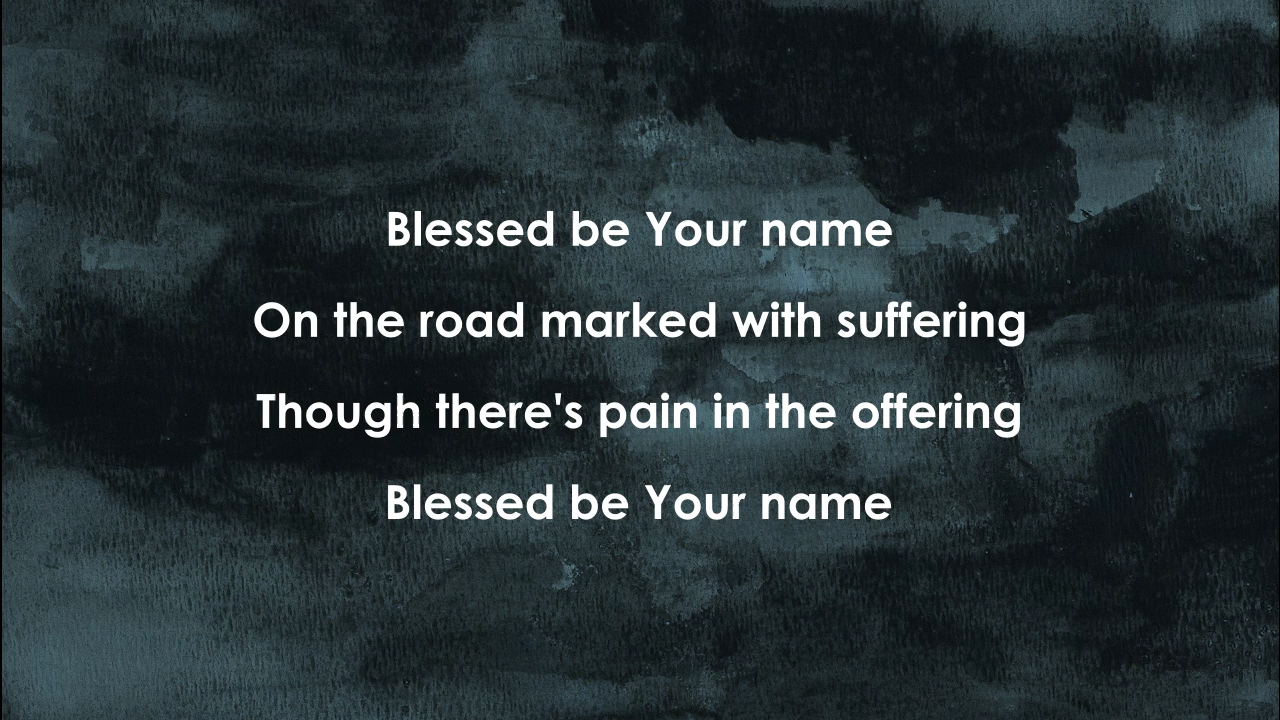 Blessed be Your name
On the road marked with suffering
Though there's pain in the offering
Blessed be Your name